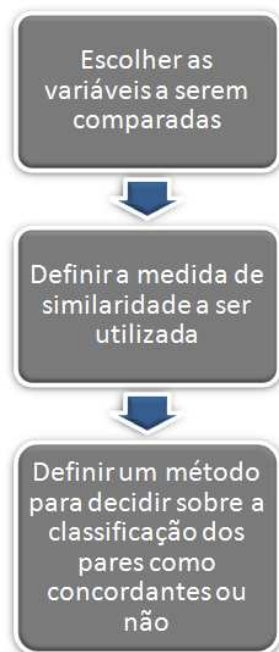 Escolher as
variáveis a serem
comparadas
Definir a medida de
similaridade a ser
utilizada
Definir um método
para decidir sobre a
classificação dos
pares como
concordantes ou
não